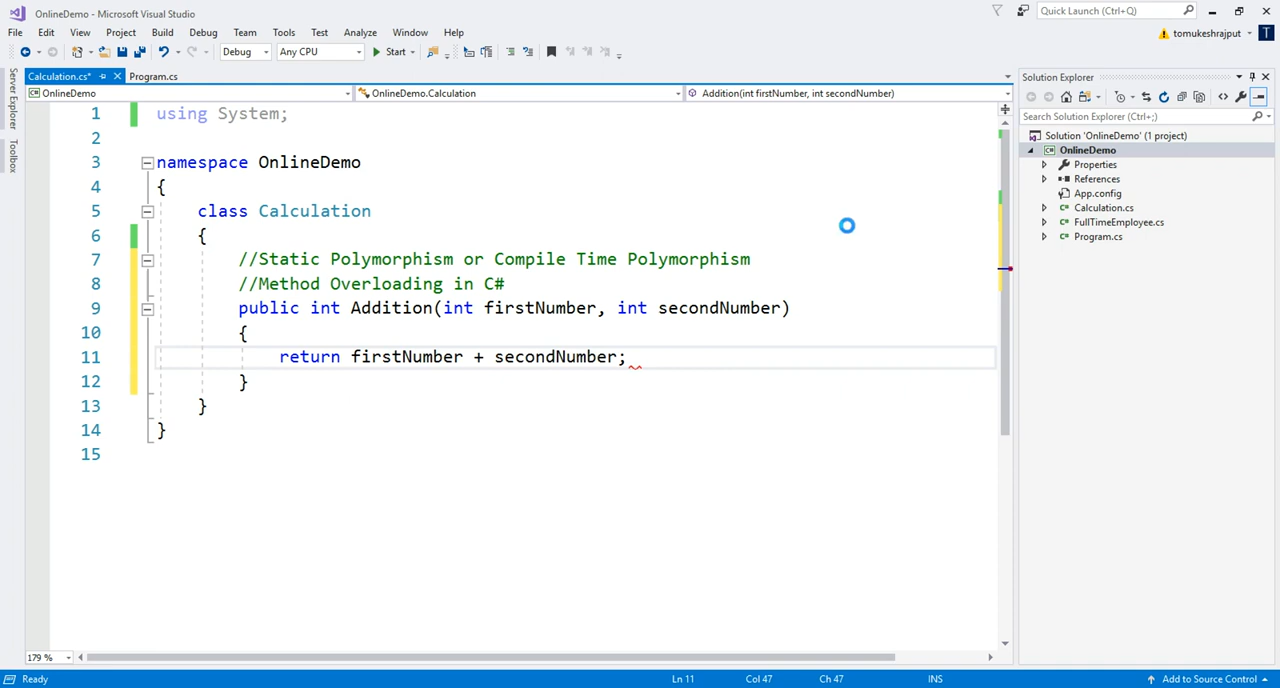 OnlineDemo - Microsoft Visual Studio
Quick Launch (Ctrl+Q)
File Edit View Project Build Debug Team Tools Test Analyze Window Help
tomukeshrajput
T
Debug Any CPU Start
Server Explorer
Toolbox
Calculation.cs* Program.cs
OnlineDemo OnlineDemo.Calculation Addition(int firstNumber, int secondNumber)
1 using System;
2
3 namespace OnlineDemo
4 {
5 class Calculation
6 {
7 //Static Polymorphism or Compile Time Polymorphism
8 //Method Overloading in C#
9 public int Addition(int firstNumber, int secondNumber)
10 {
11 return firstNumber + secondNumber;
12 }
13 }
14 }
15
179 %
Solution Explorer
Search Solution Explorer (Ctrl+;)
Solution 'OnlineDemo' (1 project)
OnlineDemo
Properties
References
App.config
Calculation.cs
FullTimeEmployee.cs
Program.cs
Ready Ln 11 Col 47 Ch 47 INS Add to Source Control